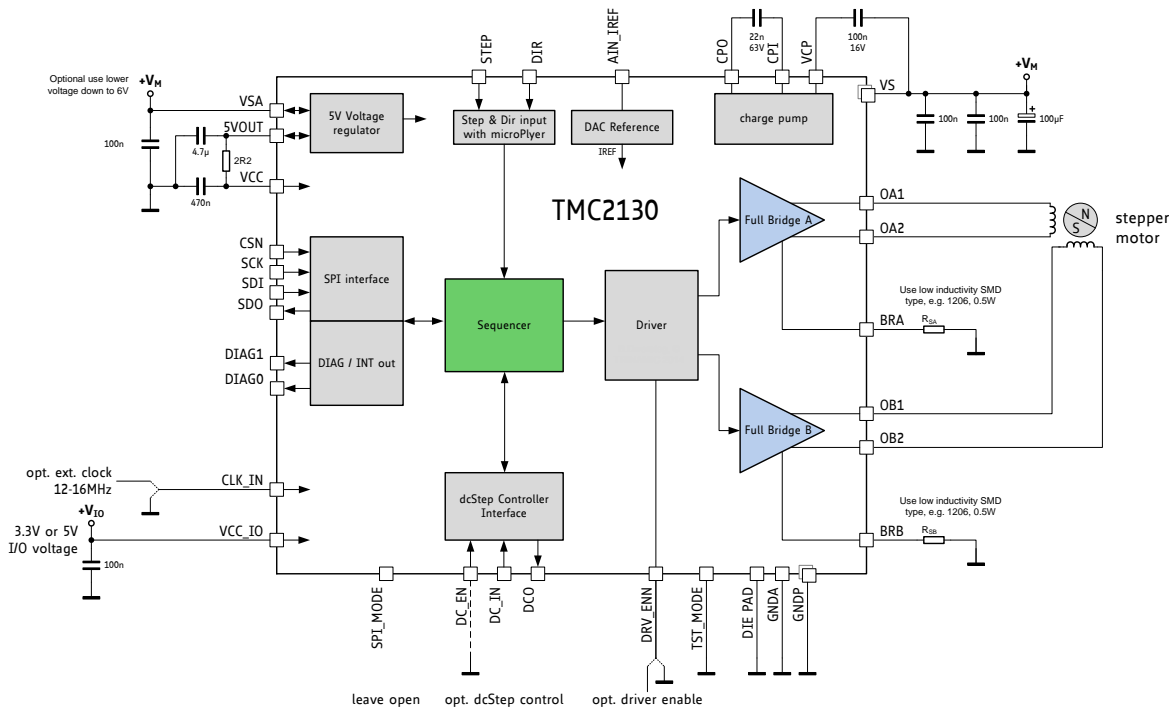 STEP
DIR
AIN_IREF
CPO
22n
63V
CPI
VCP
100n
16V
Optional use lower
voltage down to 6V
+VM
VSA
5V Voltage
regulator
5VOUT
100n
4.7µ
2R2
VCC
470n
Step & Dir input
with microPlyer
DAC Reference
IREF
charge pump
VS
+VM
100n
100n
+
100µF
TMC2130
Full Bridge A
OA1
OA2
N
S
stepper
motor
CSN
SCK
SDI
SDO
SPI interface
Sequencer
Driver
Use low inductivity SMD
type, e.g. 1206, 0.5W
BRA
RSA
DIAG1
DIAG0
DIAG / INT out
Full Bridge B
OB1
OB2
opt. ext. clock
12-16MHz
CLK_IN
+VIO
3.3V or 5V
I/O voltage
VCC_IO
100n
dcStep Controller
Interface
Use low inductivity SMD
type, e.g. 1206, 0.5W
BRB
RSB
SPI_MODE
DC_EN
DC_IN
DCO
DRV_ENN
TST_MODE
DIE PAD
GNDA
GNDP
leave open
opt. dcStep control
opt. driver enable